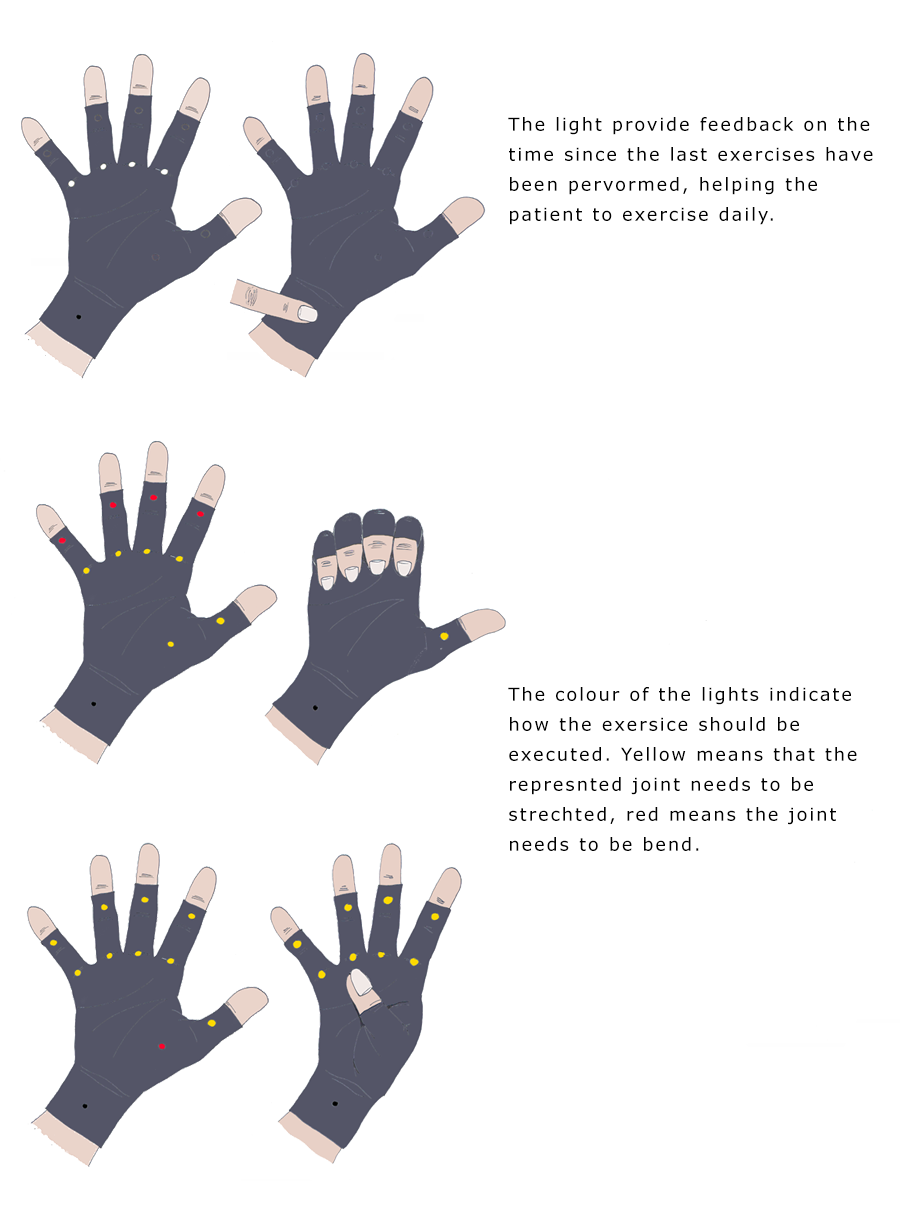 The light provide feedback on the
time since the last exercises have
been pervormed, helping the
patient to exercise daily.
The colour of the lights indicate
how the exersice should be
executed. Yellow means that the
represnted joint needs to be
strechted, red means the joint
needs to be bend.